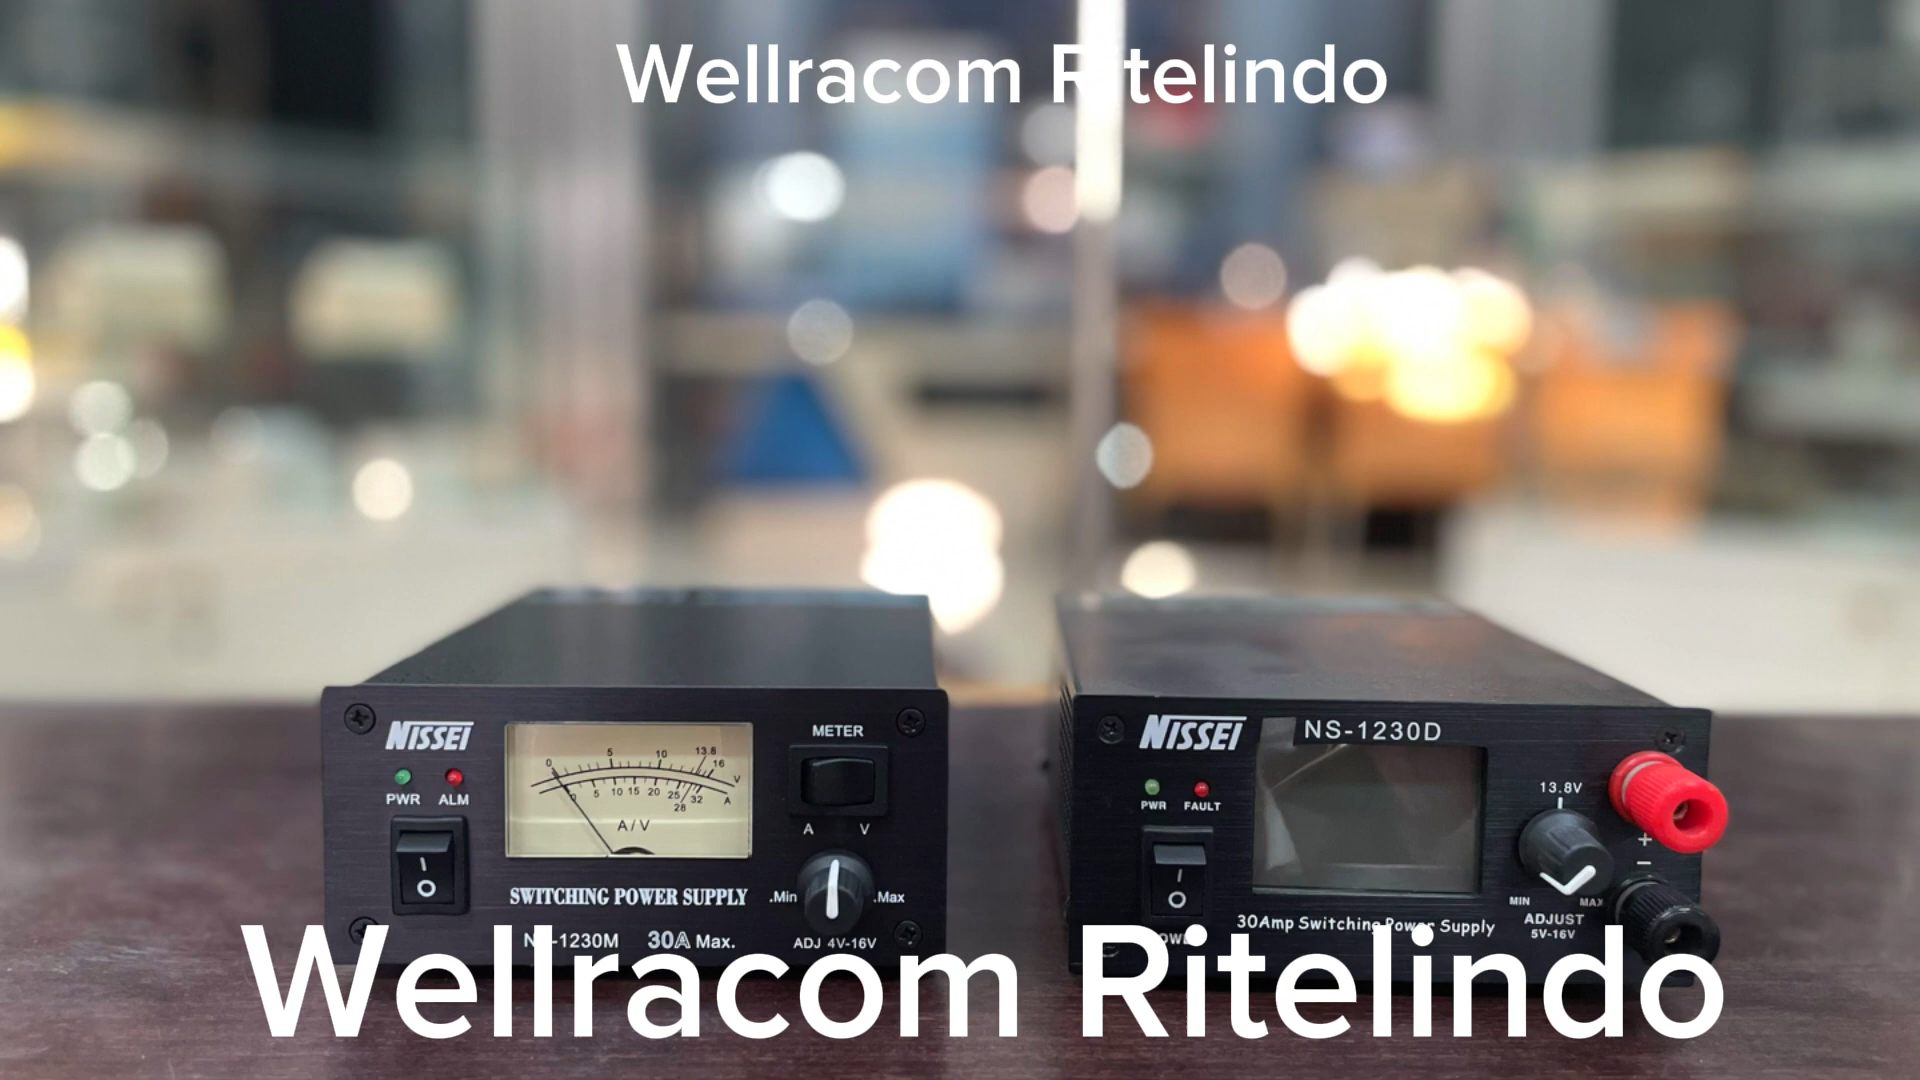 Wellracom Ritelindo
NISSEI
PWR ALM
I
O
0 5 10 13.8 16 V
0 5 10 15 20 25 28 32 A
A/V
METER
A V
SWITCHING POWER SUPPLY
.Min .Max
NS-1230M 30A Max.
ADJ 4V-16V
NISSEI NS-1230D
PWR FAULT
I
O
13.8V
+
−
MIN MAX
ADJUST
5V-16V
30Amp Switching Power Supply
Wellracom Ritelindo